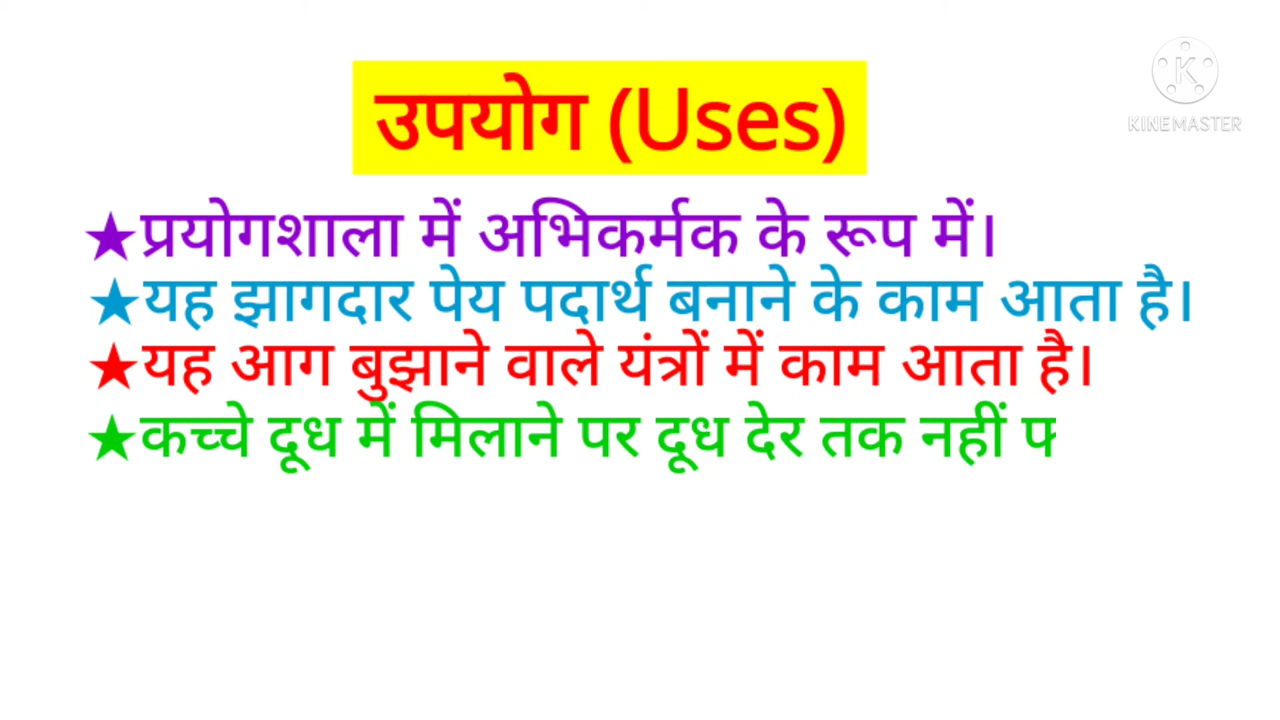 उपयोग (Uses)
KINEMASTER
★प्रयोगशाला में अभिकर्मक के रूप में।
★यह झागदार पेय पदार्थ बनाने के काम आता है।
★यह आग बुझाने वाले यंत्रों में काम आता है।
★कच्चे दूध में मिलाने पर दूध देर तक नहीं